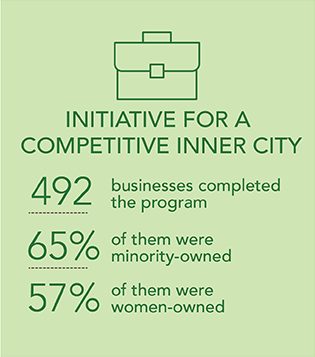 INITIATIVE FOR A
COMPETITIVE INNER CITY
492 businesses completed
the program
65% of them were
minority-owned
57% of them were
women-owned